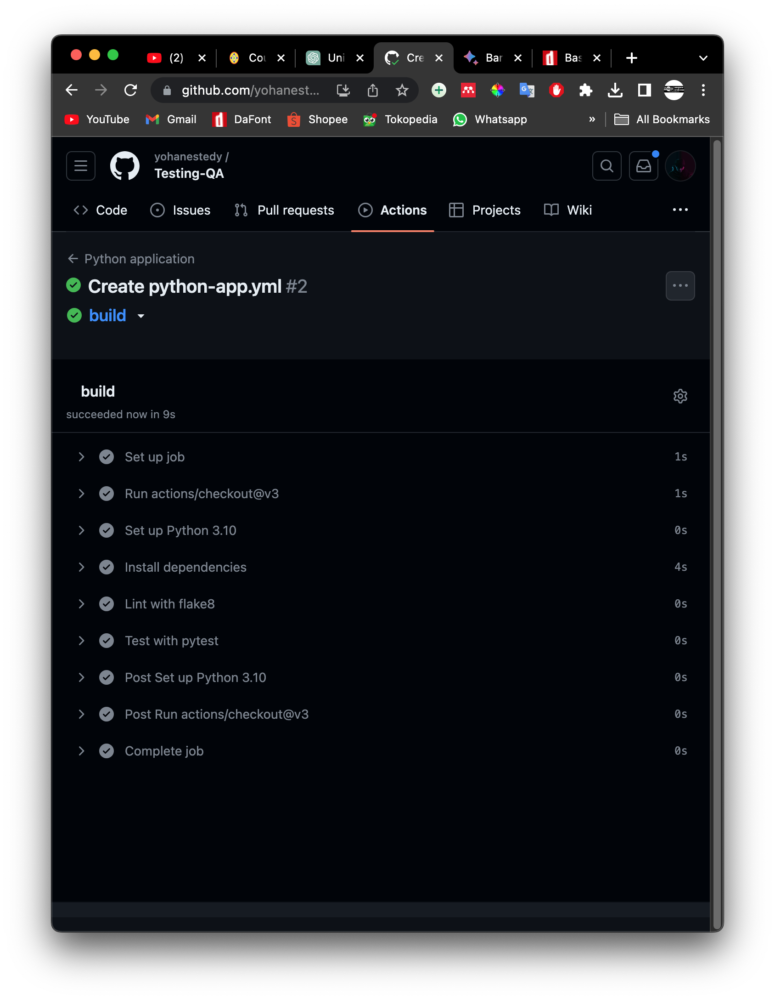 (2)
Cou
Uni
Cre
Bar
Bas
github.com/yohanest...
YouTube
Gmail
DaFont
Shopee
Tokopedia
Whatsapp
»
All Bookmarks
yohanestedy /
Testing-QA
Code
Issues
Pull requests
Actions
Projects
Wiki
Python application
Create python-app.yml #2
build
build
succeeded now in 9s
Set up job 1s
Run actions/checkout@v3 1s
Set up Python 3.10 0s
Install dependencies 4s
Lint with flake8 0s
Test with pytest 0s
Post Set up Python 3.10 0s
Post Run actions/checkout@v3 0s
Complete job 0s